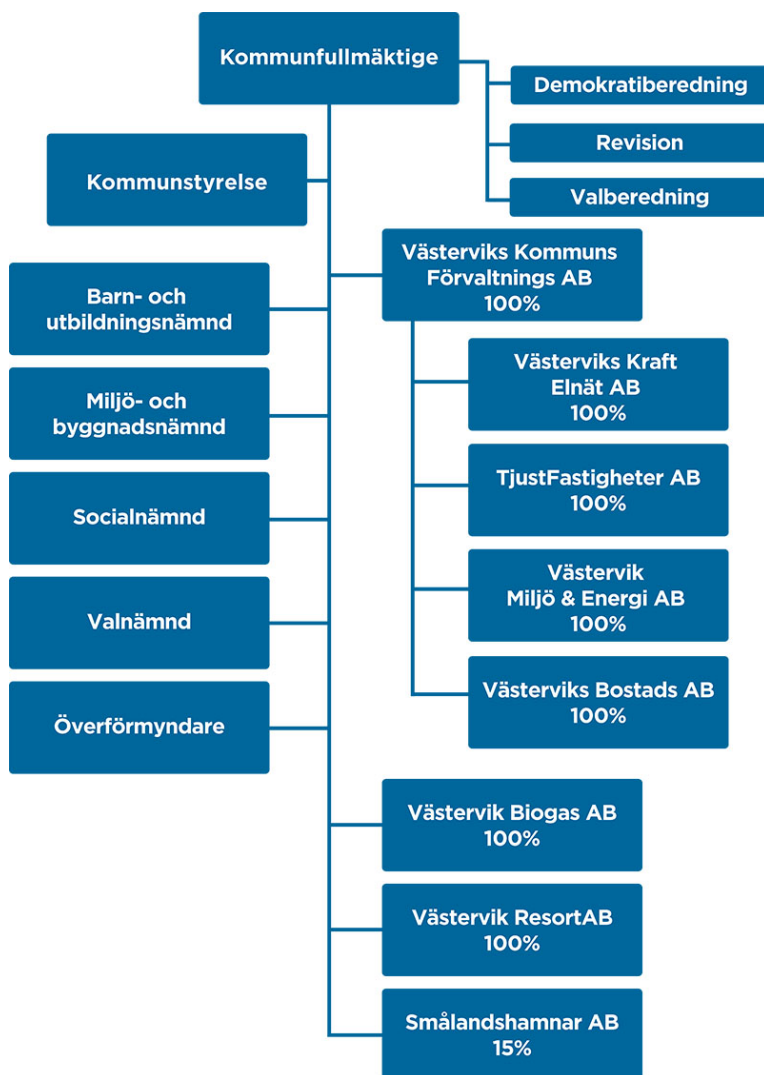 Kommunfullmäktige
Demokratiberedning
Revision
Valberedning
Kommunstyrelse
Barn- och
utbildningsnämnd
Miljö- och
byggnadsnämnd
Socialnämnd
Valnämnd
Överförmyndare
Västerviks Kommuns
Förvaltnings AB
100%
Västerviks Kraft
Elnät AB
100%
TjustFastigheter AB
100%
Västervik
Miljö & Energi AB
100%
Västerviks Bostads AB
100%
Västervik Biogas AB
100%
Västervik ResortAB
100%
Smålandshamnar AB
15%